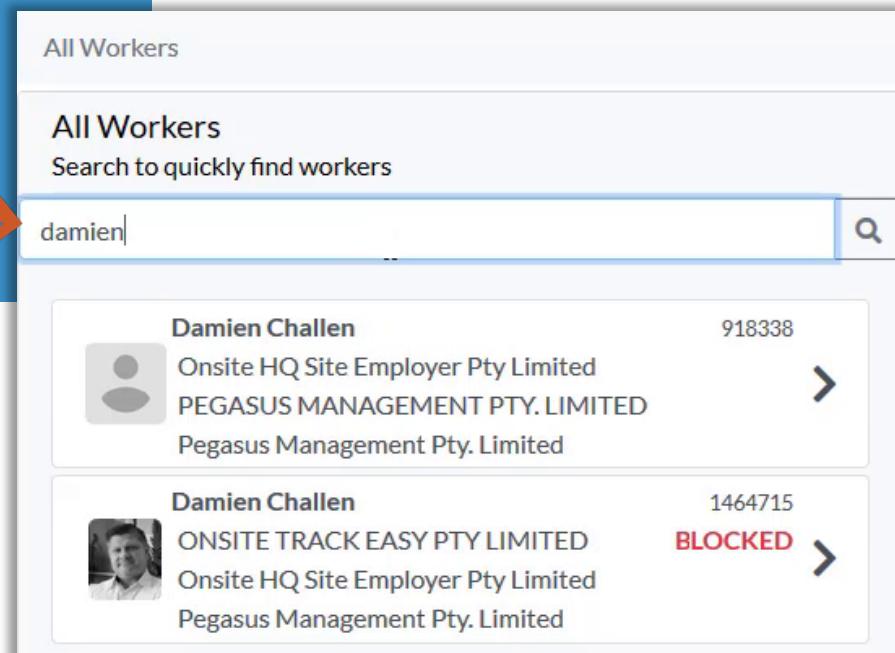 All Workers
All Workers
Search to quickly find workers
damien
Damien Challen 918338
Onsite HQ Site Employer Pty Limited
PEGASUS MANAGEMENT PTY. LIMITED
Pegasus Management Pty. Limited
Damien Challen 1464715
ONSITE TRACK EASY PTY LIMITED BLOCKED
Onsite HQ Site Employer Pty Limited
Pegasus Management Pty. Limited